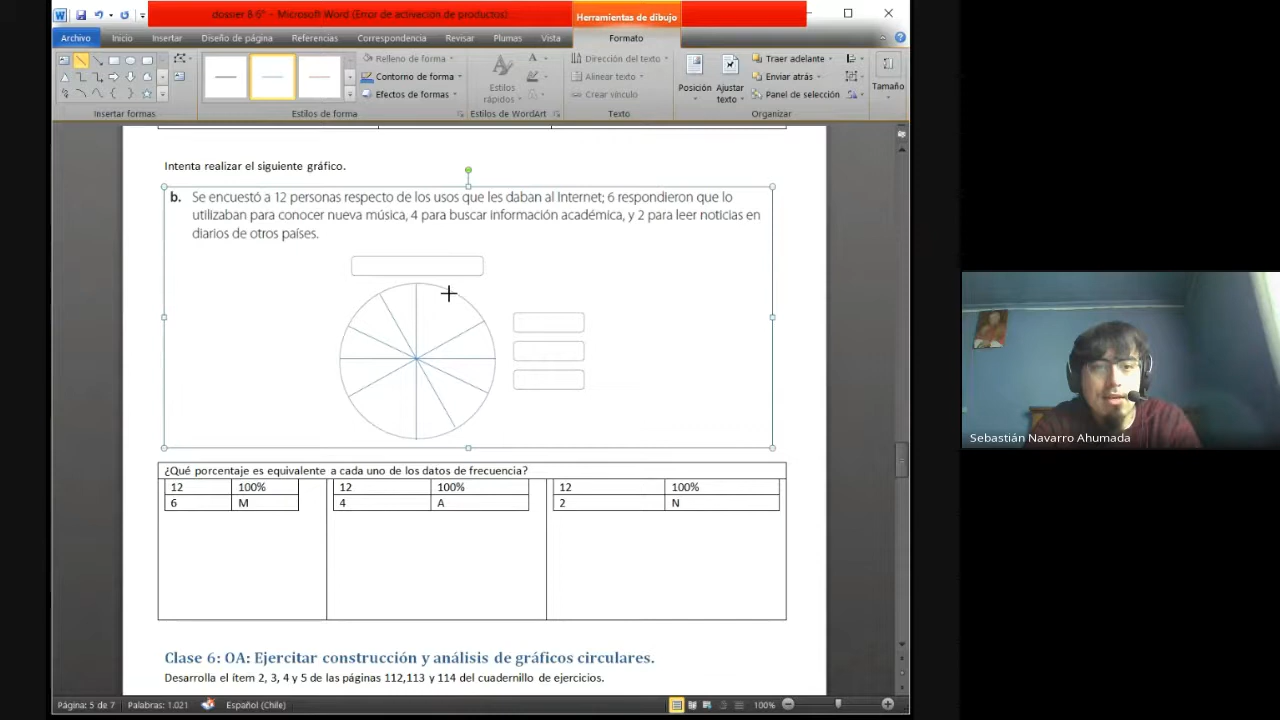 dossier 8.6° - Microsoft Word (Error de activación de productos)
Herramientas de dibujo
Archivo Inicio Insertar Diseño de página Referencias Correspondencia Revisar Plumas Vista Formato
Relleno de forma
Contorno de forma
Efectos de forma
Estilos rápidos
Dirección del texto
Alinear texto
Crear vínculo
Posición
Ajustar texto
Traer adelante
Enviar atrás
Panel de selección
Tamaño
Insertar formas Estilos de forma Estilos de WordArt Texto Organizar
Intenta realizar el siguiente gráfico.
b. Se encuestó a 12 personas respecto de los usos que les daban al Internet; 6 respondieron que lo
utilizaban para conocer nueva música, 4 para buscar información académica, y 2 para leer noticias en
diarios de otros países.
¿Qué porcentaje es equivalente a cada uno de los datos de frecuencia?
12 100% 12 100% 12 100%
6 M 4 A 2 N
Clase 6: OA: Ejercitar construcción y análisis de gráficos circulares.
Desarrolla el ítem 2, 3, 4 y 5 de las páginas 112,113 y 114 del cuadernillo de ejercicios.
Página: 5 de 7 Palabras: 1.021 Español (Chile) 100%
Sebastián Navarro Ahumada